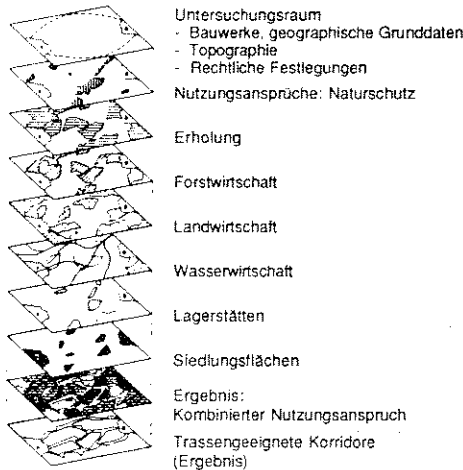 Untersuchungsraum
- Bauwerke, geographische Grunddaten
- Topographie
- Rechtliche Festlegungen
Nutzungsansprüche: Naturschutz
Erholung
Forstwirtschaft
Landwirtschaft
Wasserwirtschaft
Lagerstätten
Siedlungsflächen
Ergebnis:
Kombinierter Nutzungsanspruch
Trassengeeignete Korridore
(Ergebnis)